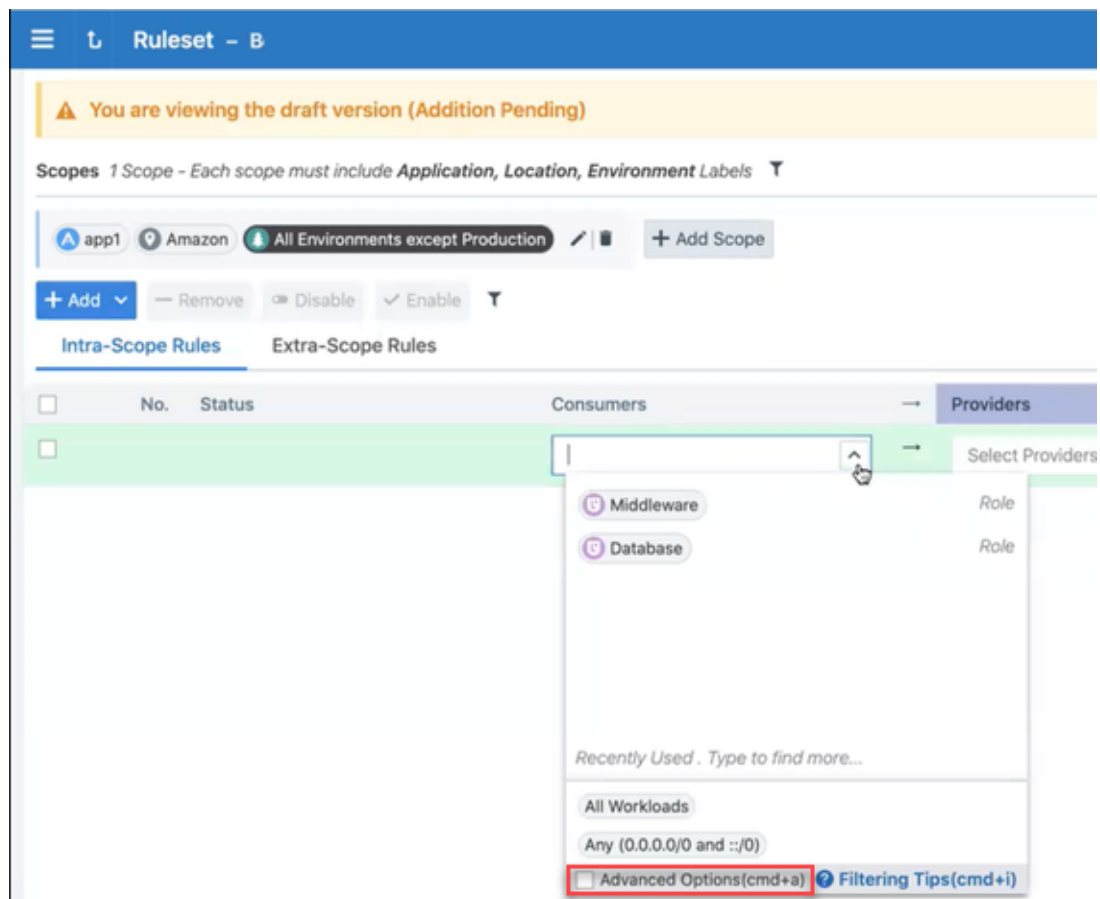 Ruleset – B
You are viewing the draft version (Addition Pending)
Scopes 1 Scope - Each scope must include Application, Location, Environment Labels
app1 Amazon All Environments except Production + Add Scope
+ Add — Remove Disable ✓ Enable
Intra-Scope Rules Extra-Scope Rules
No. Status Consumers → Providers
→ Select Providers
Middleware Role
Database Role
Recently Used . Type to find more...
All Workloads
Any (0.0.0.0/0 and ::/0)
Advanced Options(cmd+a) Filtering Tips(cmd+i)